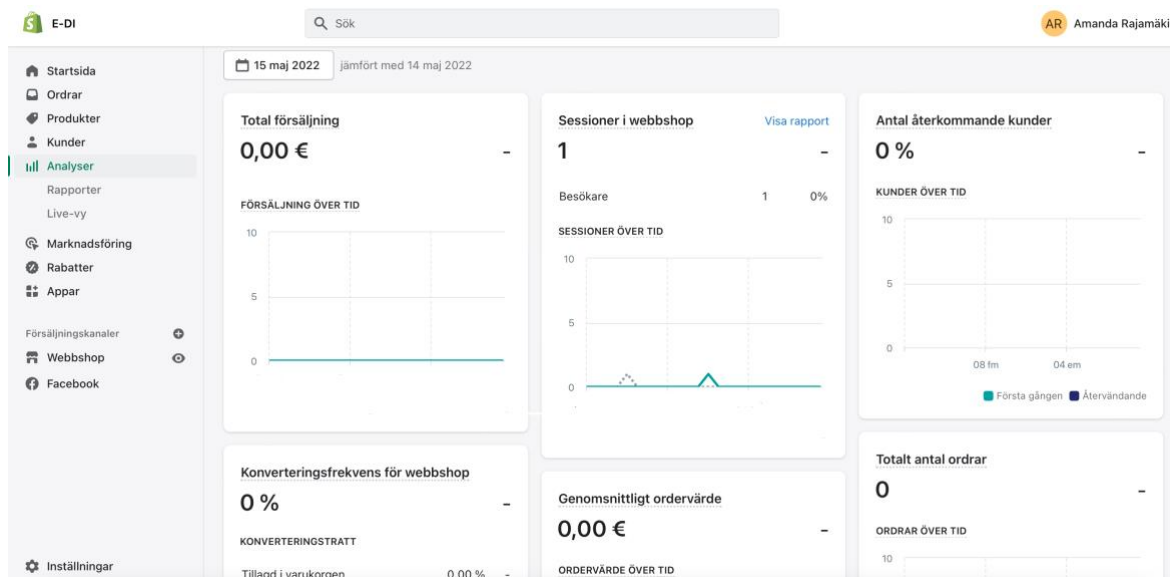 E-DI
Sök
AR Amanda Rajamäki
Startsida
Ordrar
Produkter
Kunder
Analyser
Rapporter
Live-vy
Marknadsföring
Rabatter
Appar
Försäljningskanaler
Webbshop
Facebook
Inställningar
15 maj 2022 jämfört med 14 maj 2022
Total försäljning
0,00 € -
FÖRSÄLJNING ÖVER TID
10
5
0
Sessioner i webbshop Visa rapport
1 -
Besökare 1 0%
SESSIONER ÖVER TID
10
5
0
Antal återkommande kunder
0 % -
KUNDER ÖVER TID
10
5
0
08 fm 04 em
Första gången Återvändande
Konverteringsfrekvens för webbshop
0 % -
KONVERTERINGSTRATT
Tillagd i varukorgen 0,00 % -
Genomsnittligt ordervärde
0,00 € -
ORDERVÄRDE ÖVER TID
Totalt antal ordrar
0 -
ORDRAR ÖVER TID
10